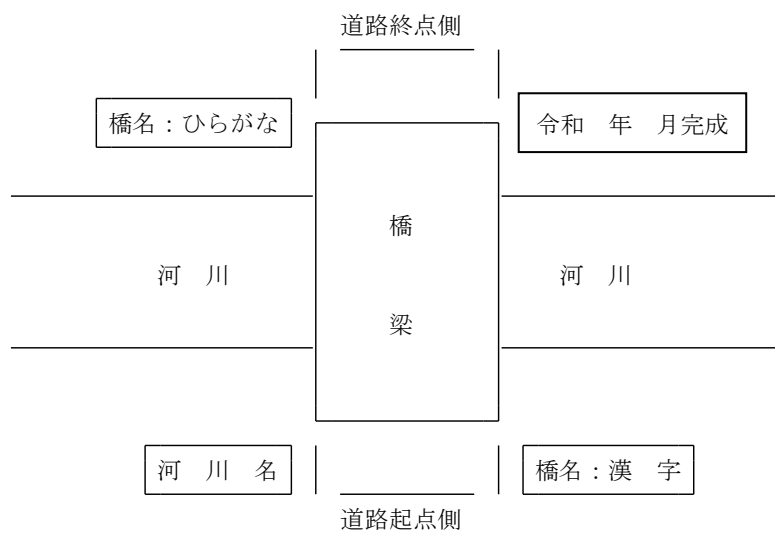 道路終点側
橋名：ひらがな
令和　年　月完成
橋
河　川
河　川
梁
河　川　名
橋名：漢　字
道路起点側